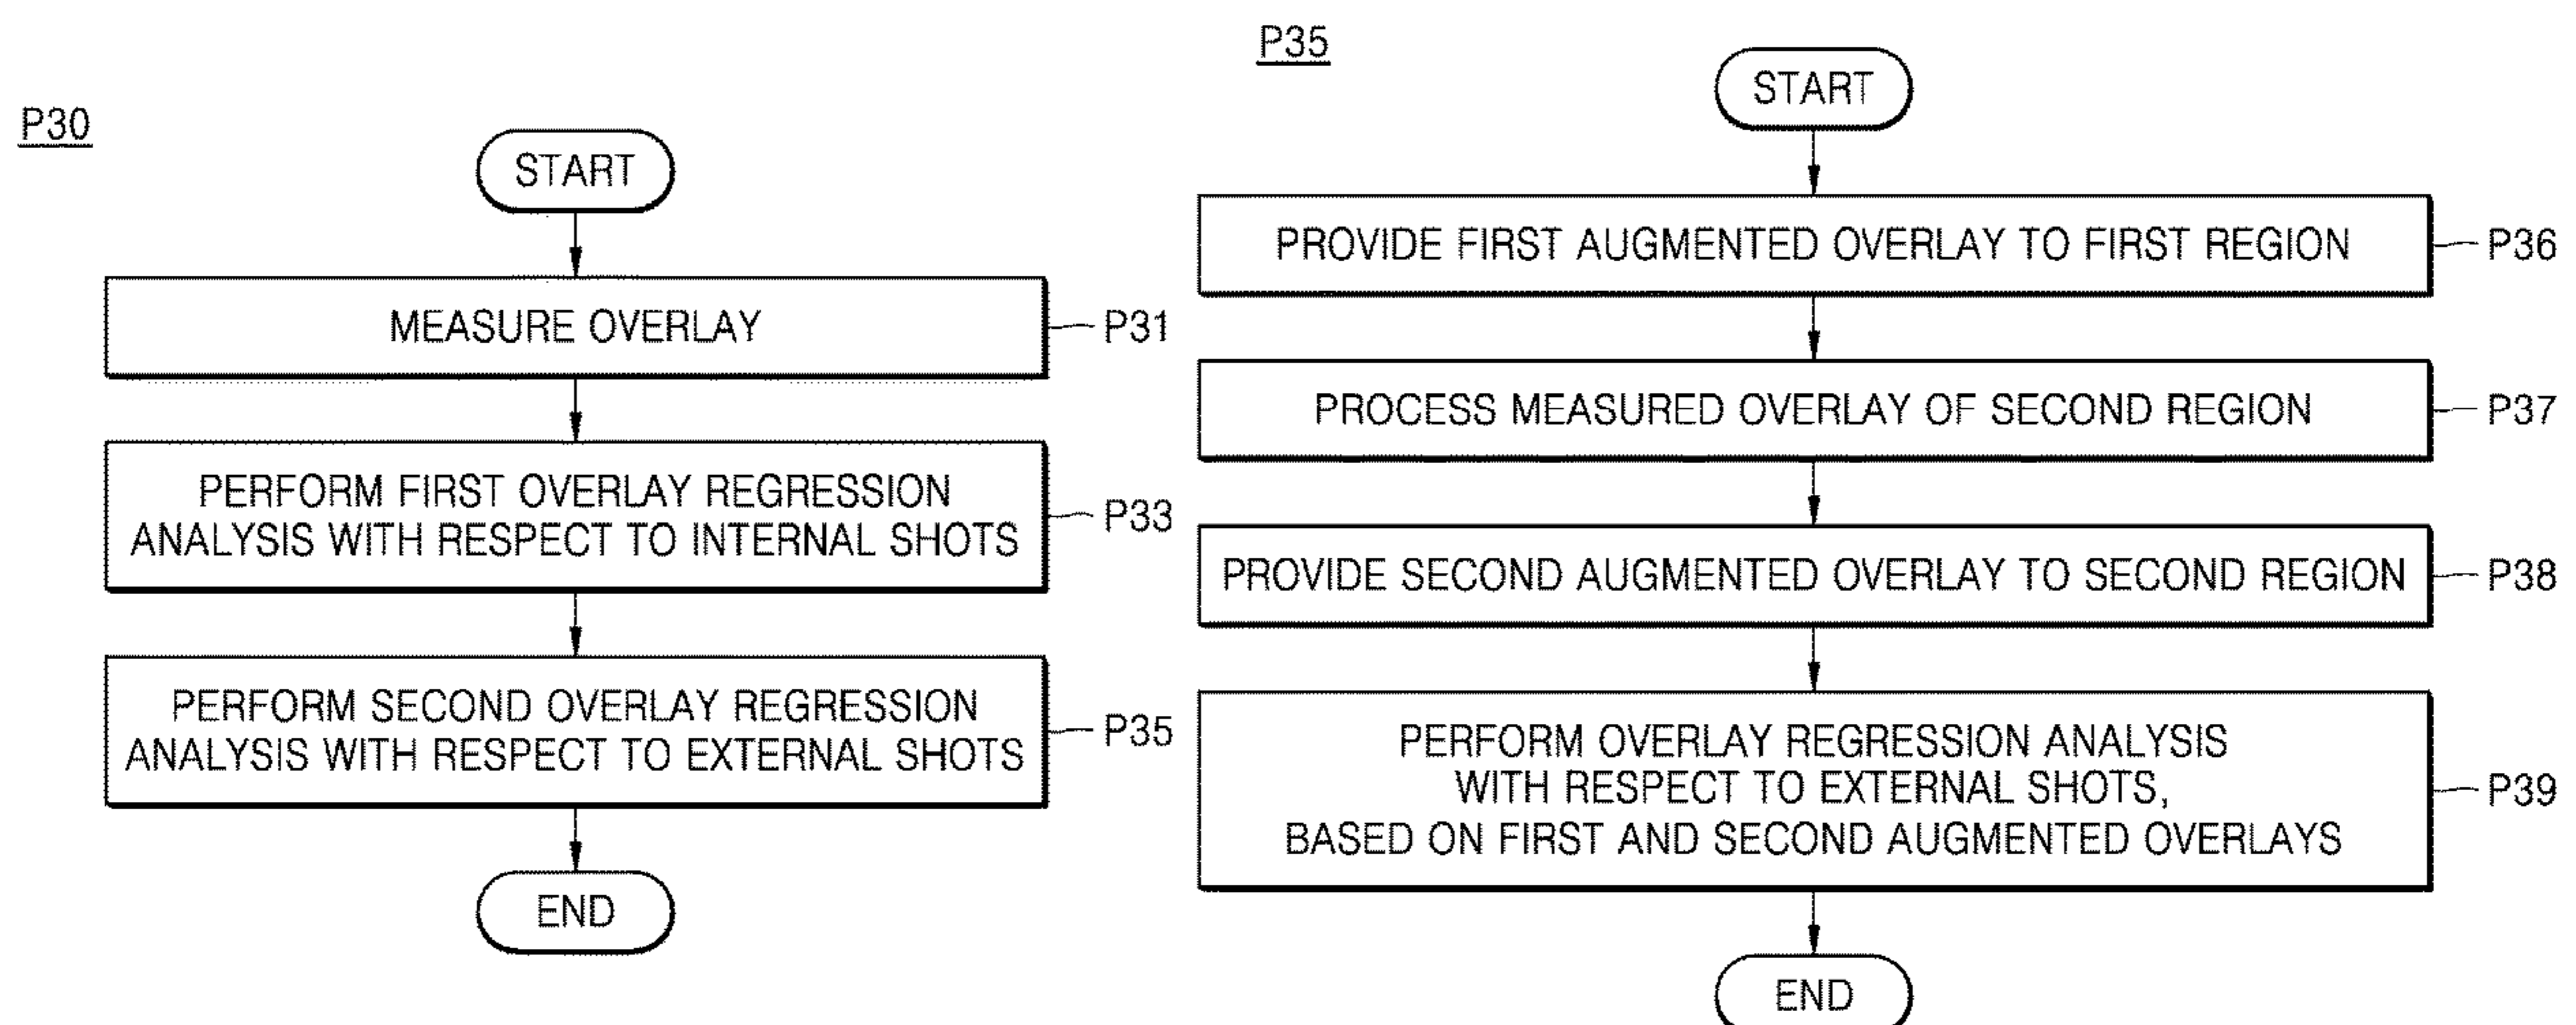 P30
START
MEASURE OVERLAY
P31
PERFORM FIRST OVERLAY REGRESSION
ANALYSIS WITH RESPECT TO INTERNAL SHOTS
P33
PERFORM SECOND OVERLAY REGRESSION
ANALYSIS WITH RESPECT TO EXTERNAL SHOTS
P35
END
P35
START
PROVIDE FIRST AUGMENTED OVERLAY TO FIRST REGION
P36
PROCESS MEASURED OVERLAY OF SECOND REGION
P37
PROVIDE SECOND AUGMENTED OVERLAY TO SECOND REGION
P38
PERFORM OVERLAY REGRESSION ANALYSIS
WITH RESPECT TO EXTERNAL SHOTS,
BASED ON FIRST AND SECOND AUGMENTED OVERLAYS
P39
END